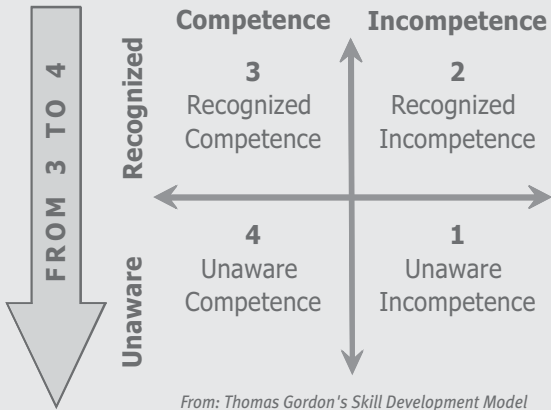 Competence Incompetence
FROM 3 TO 4
Recognized
3
Recognized
Competence
2
Recognized
Incompetence
Unaware
4
Unaware
Competence
1
Unaware
Incompetence
From: Thomas Gordon's Skill Development Model